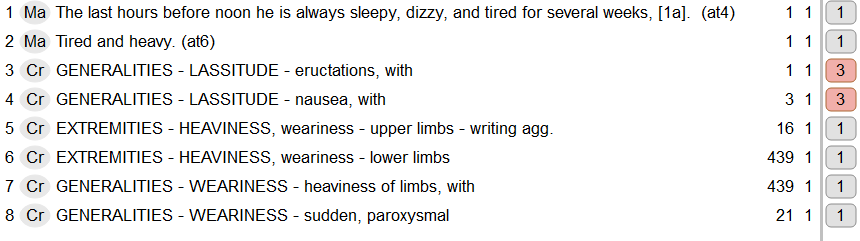 1 Ma The last hours before noon he is always sleepy, dizzy, and tired for several weeks, [1a]. (at4) 1 1 1
2 Ma Tired and heavy. (at6) 1 1 1
3 Cr GENERALITIES - LASSITUDE - eructations, with 1 1 3
4 Cr GENERALITIES - LASSITUDE - nausea, with 3 1 3
5 Cr EXTREMITIES - HEAVINESS, weariness - upper limbs - writing agg. 16 1 1
6 Cr EXTREMITIES - HEAVINESS, weariness - lower limbs 439 1 1
7 Cr GENERALITIES - WEARINESS - heaviness of limbs, with 439 1 1
8 Cr GENERALITIES - WEARINESS - sudden, paroxysmal 21 1 1